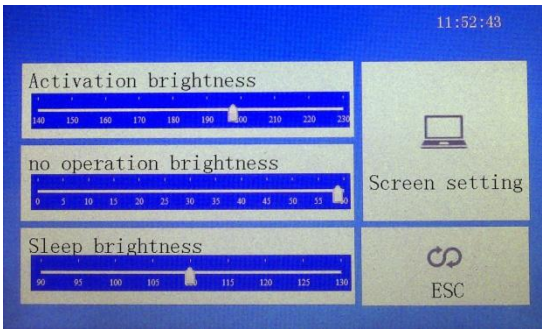 11:52:43
Activation brightness
140 150 160 170 180 190 200 210 220 230
no operation brightness
0 5 10 15 20 25 30 35 40 45 50 55 60
Screen setting
Sleep brightness
90 95 100 105 115 120 125 130
ESC